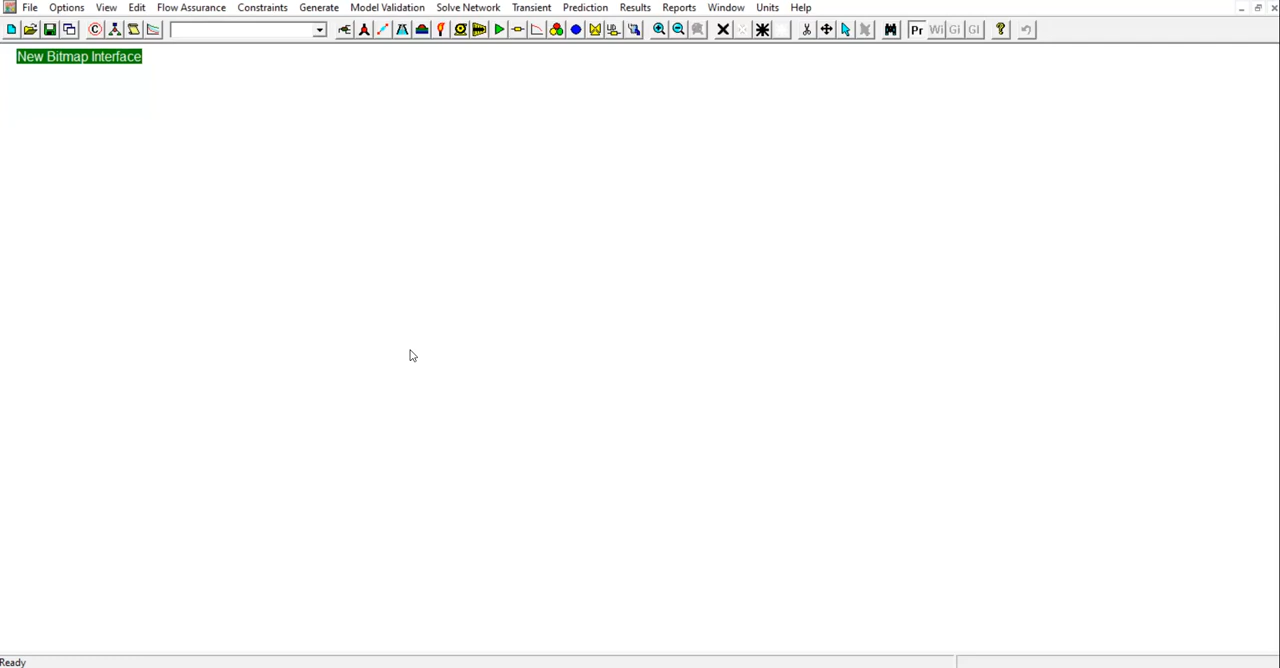 File Options View Edit Flow Assurance Constraints Generate Model Validation Solve Network Transient Prediction Results Reports Window Units Help
Pr Wi Gi GI
New Bitmap Interface
Ready